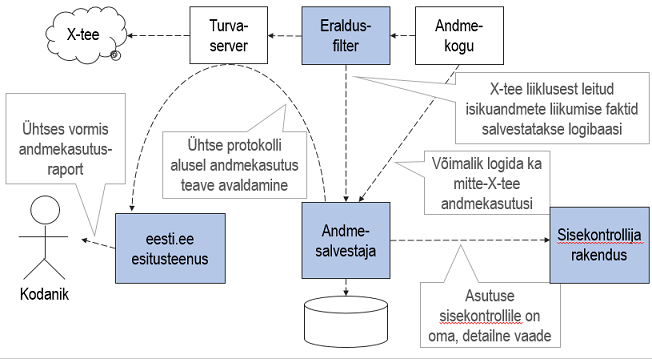 X-tee
Turva-
server
Eraldus-
filter
Andme-
kogu
X-tee liiklusest leitud
isikuandmete liikumise faktid
salvestatakse logibaasi
Ühtses vormis
andmekasutus-
raport
Ühtse protokolli
alusel andmekasutus
teave avaldamine
Võimalik logida ka
mitte-X-tee
andmekasutusi
Kodanik
eesti.ee
esitusteenus
Andme-
salvestaja
Sisekontrollija
rakendus
Asutuse
sisekontrollile on
oma, detailne vaade